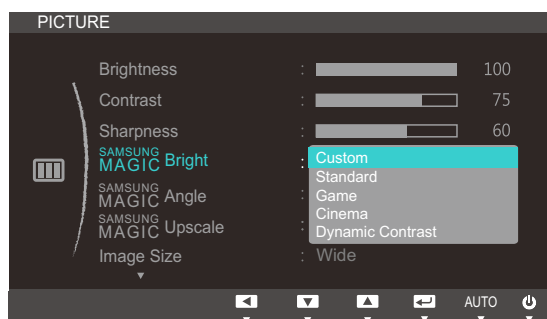 PICTURE
Brightness : 100
Contrast : 75
Sharpness : 60
SAMSUNG MAGIC Bright : Custom
Standard
SAMSUNG MAGIC Angle : Game
Cinema
SAMSUNG MAGIC Upscale : Dynamic Contrast
Image Size : Wide
AUTO